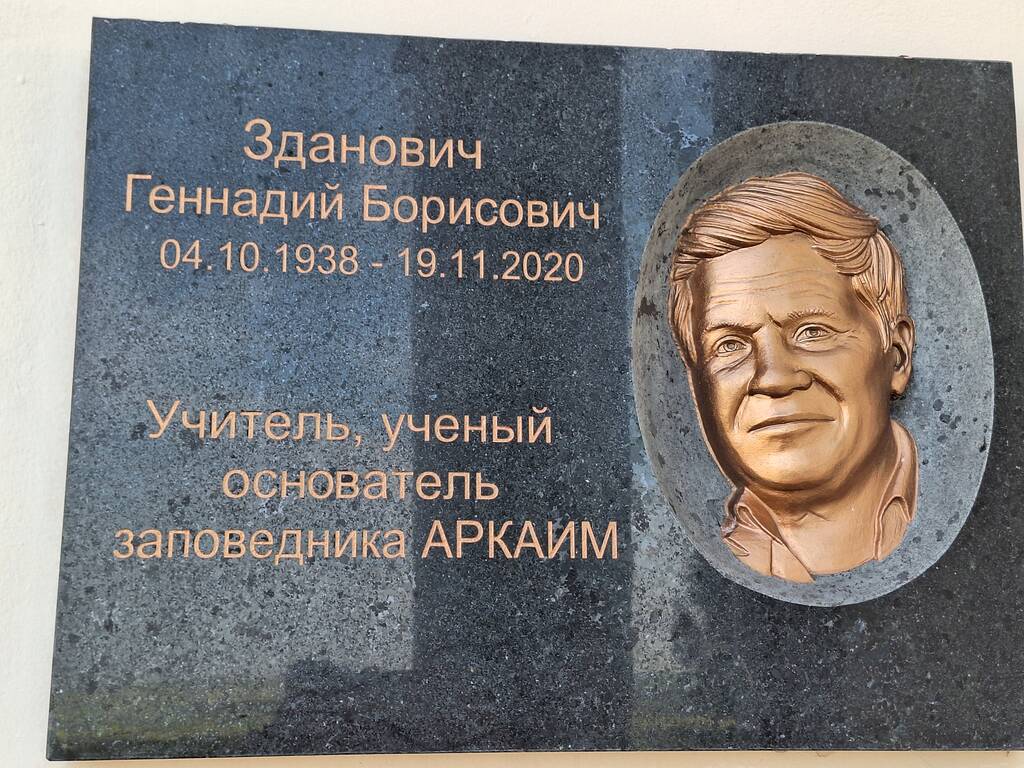 Зданович
Геннадий Борисович
04.10.1938 - 19.11.2020
Учитель, ученый
основатель
заповедника АРКАИМ